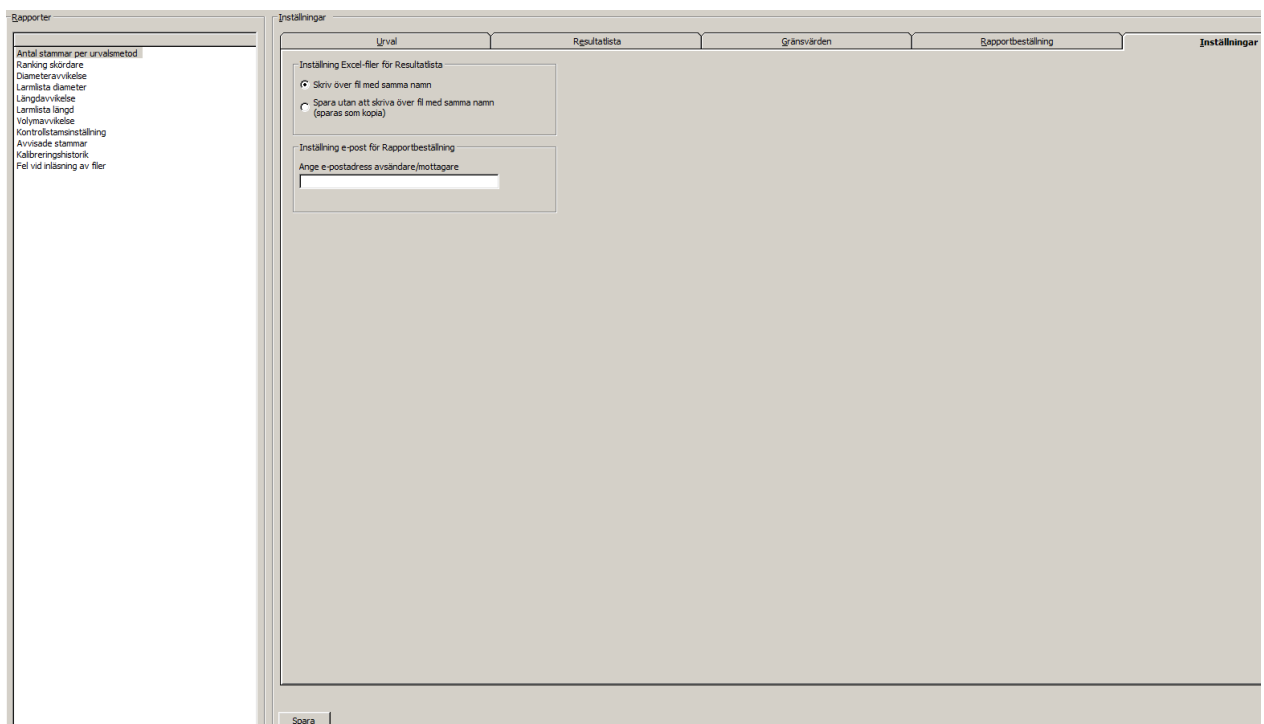 Rapporter
Antal stammar per urvalsmetod
Ranking skördare
Diameteravvikelse
Larmlista diameter
Längdavvikelse
Larmlista längd
Volymavvikelse
Kontrollstamsinställning
Avvisade stammar
Kalibreringshistorik
Fel vid inläsning av filer
Inställningar
Urval
Resultatlista
Gränsvärden
Rapportbeställning
Inställningar
Inställning Excel-filer för Resultatlista
Skriv över fil med samma namn
Spara utan att skriva över fil med samma namn
(sparas som kopia)
Inställning e-post för Rapportbeställning
Ange e-postadress avsändare/mottagare
Spara